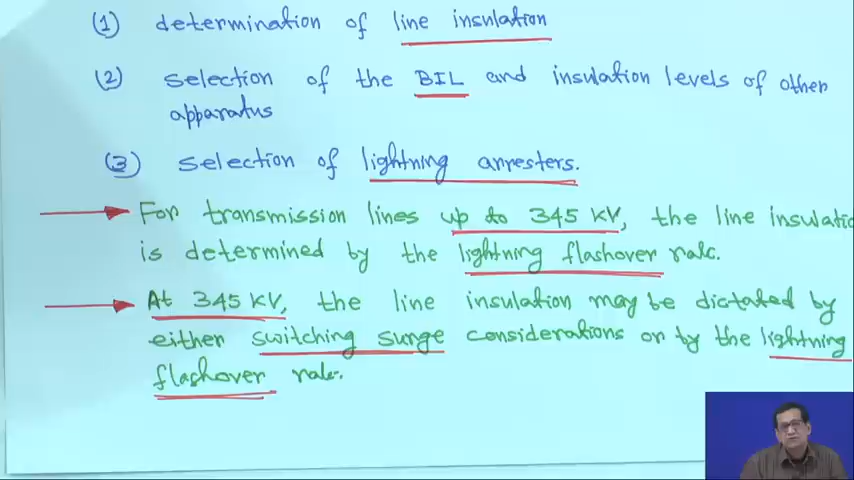 (1) determination of line insulation
(2) selection of the BIL and insulation levels of other
apparatus
(3) selection of lightning arresters.
For transmission lines up to 345 KV, the line insulatio
is determined by the lightning flashover rate.
At 345 KV, the line insulation may be dictated by
either switching surge considerations or by the lightning
flashover rate.